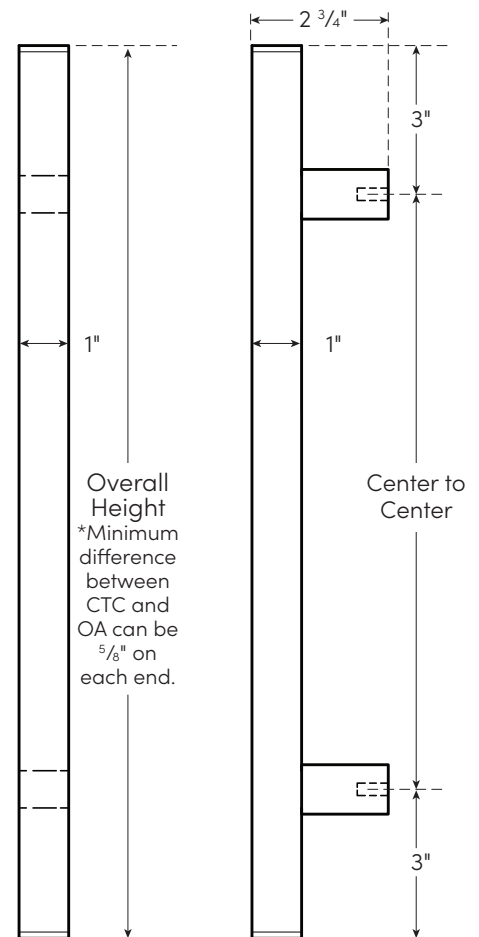 2 3/4"
3"
1"
1"
Overall
Height
*Minimum
difference
between
CTC and
OA can be
5/8" on
each end.
Center to
Center
3"